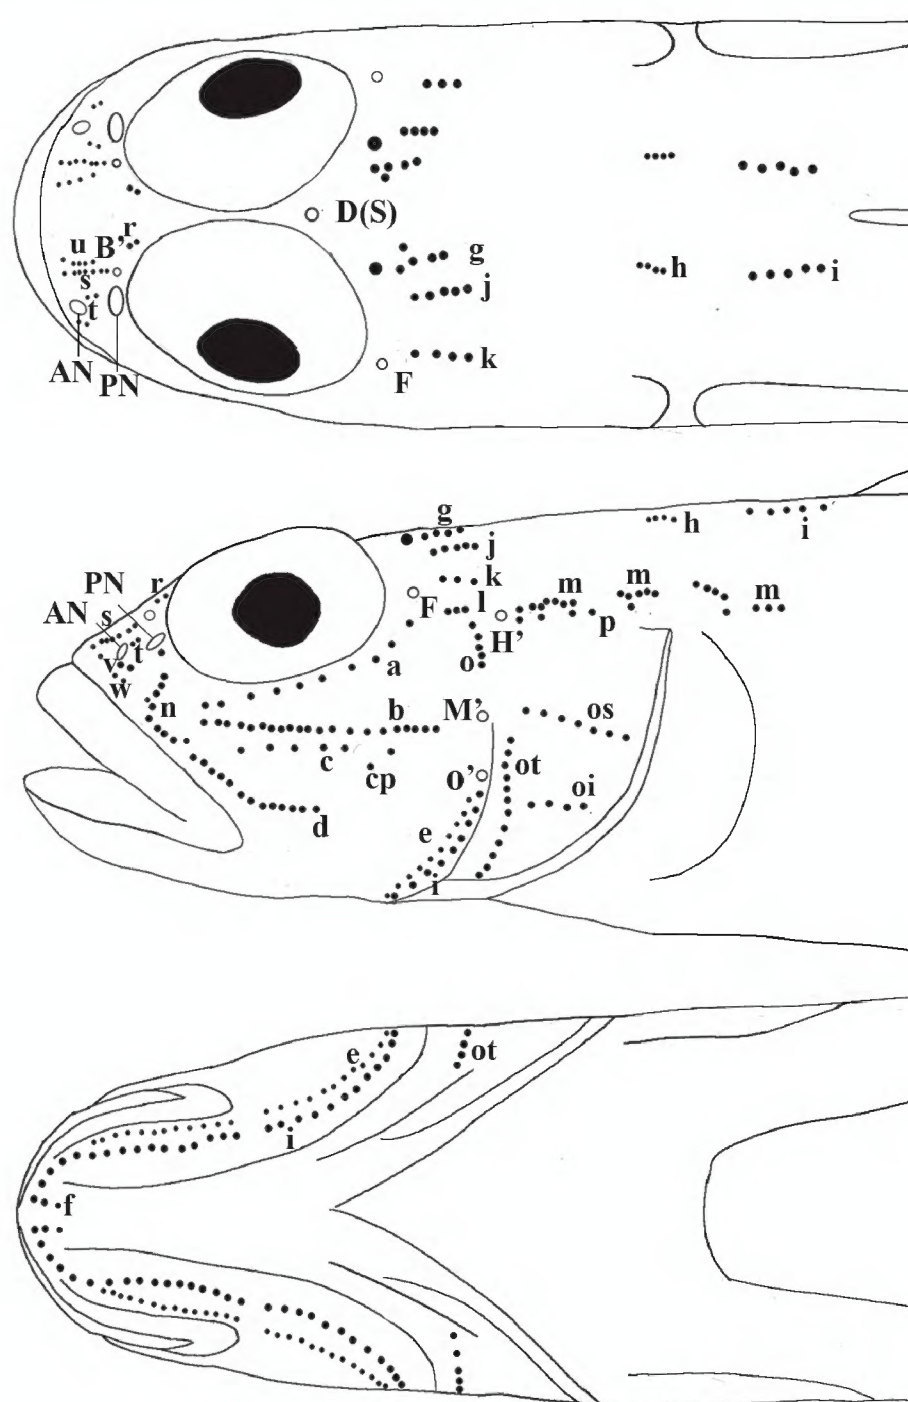 D(S)
r
u B'
g
s
h
i
j
t
k
AN PN
F
g
h
i
j
PN
r
k
m
m
m
AN
s
F
l
H'
p
t
v
a
o
w
n
b
M'
os
c
ot
cp
O'
oi
d
e
i
e
ot
i
f